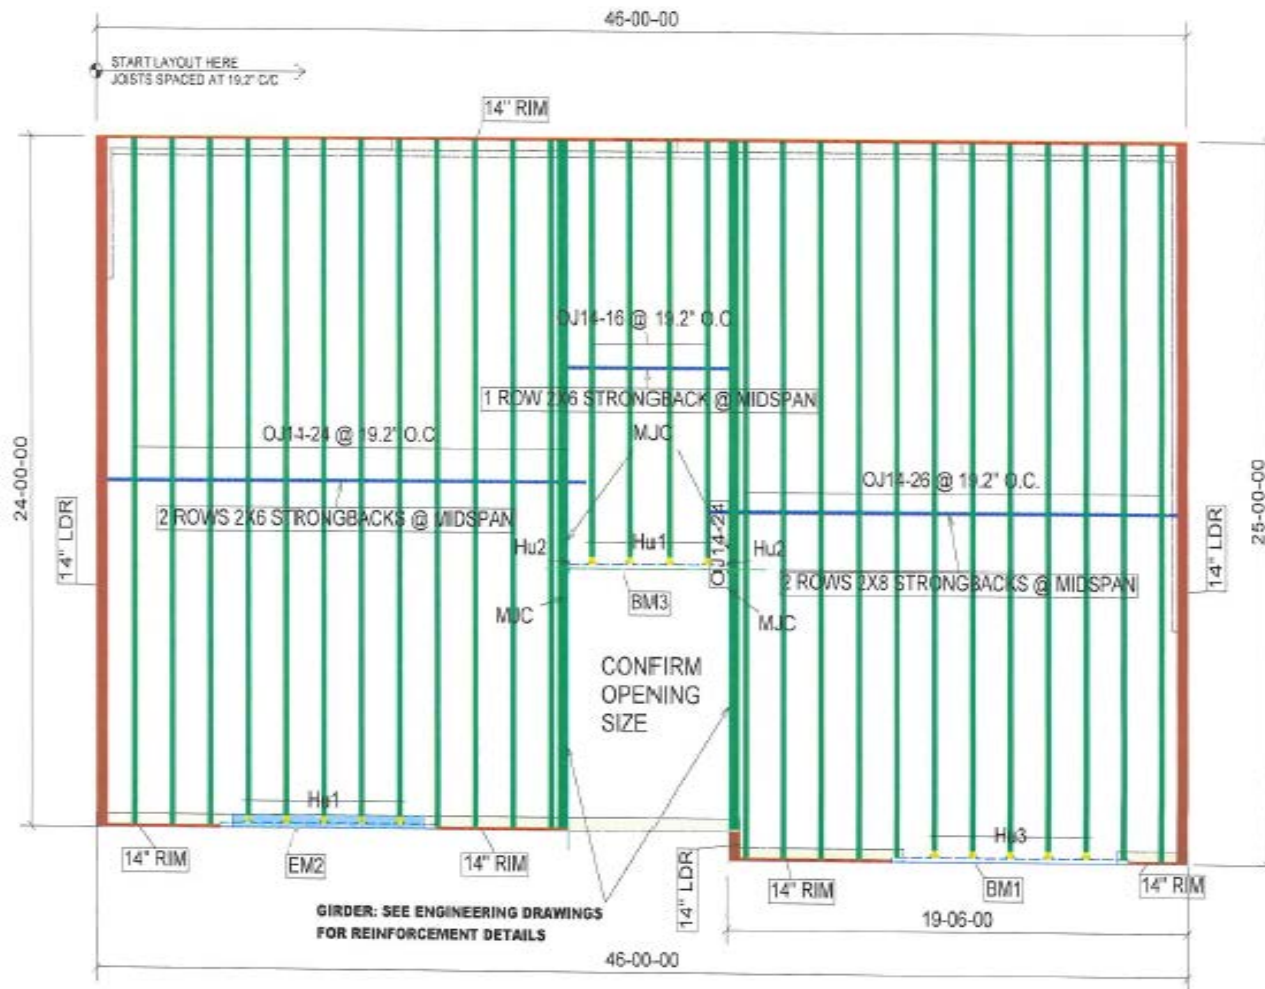 46-00-00
START LAYOUT HERE
JOISTS SPACED AT 19.2" C/C
14" RIM
OJ14-16 @ 19.2" O.C.
1 ROW 2X6 STRONGBACK @ MIDSPAN
MJC
OJ14-24 @ 19.2" O.C.
OJ14-26 @ 19.2" O.C.
24-00-00
25-00-00
2 ROWS 2X6 STRONGBACKS @ MIDSPAN
14" LDR
Hu2
Hu1
OJ14-24
Hu2
14" LDR
2 ROWS 2X8 STRONGBACKS @ MIDSPAN
BM3
MJC
MJC
CONFIRM
OPENING
SIZE
Hu1
Hu3
14" RIM
EM2
14" RIM
14" LDR
14" RIM
BM1
14" RIM
GIRDER: SEE ENGINEERING DRAWINGS
FOR REINFORCEMENT DETAILS
19-06-00
46-00-00